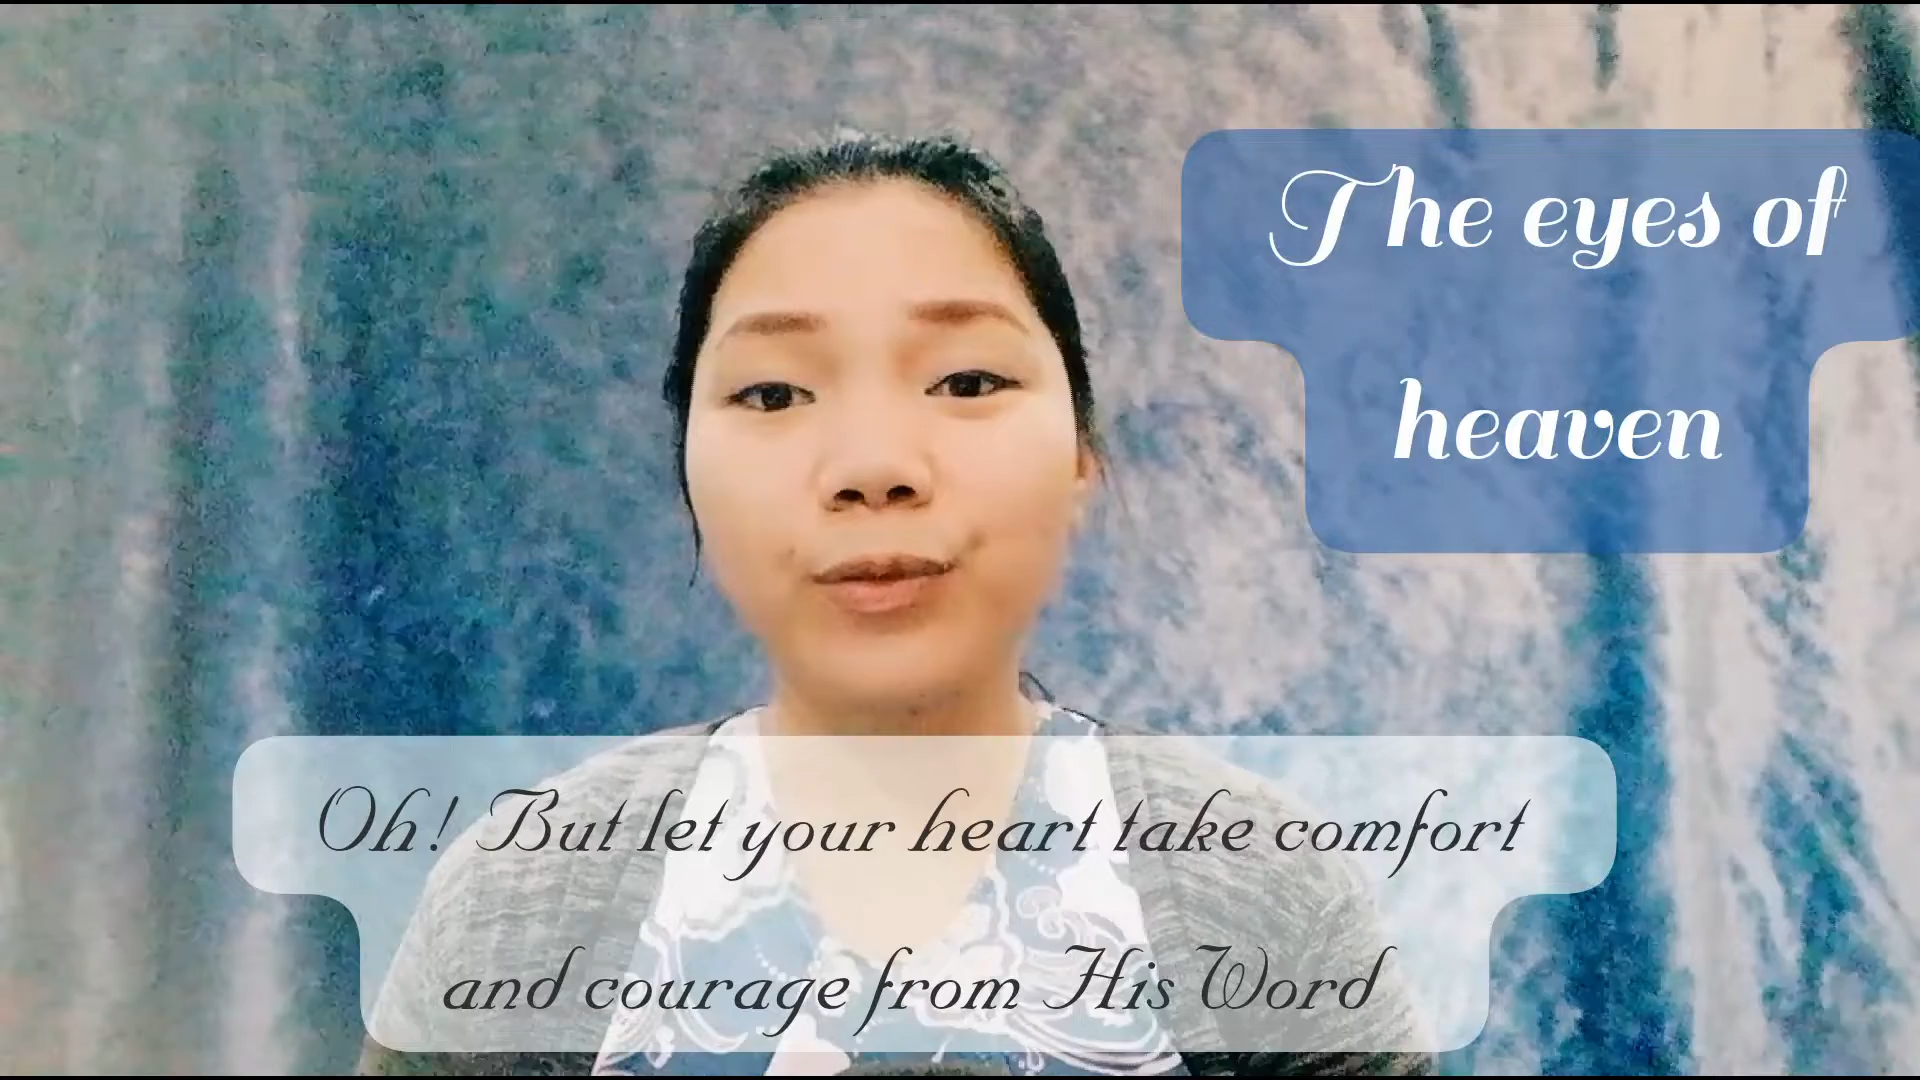 The eyes of
heaven
Oh! But let your heart take comfort
and courage from His Word